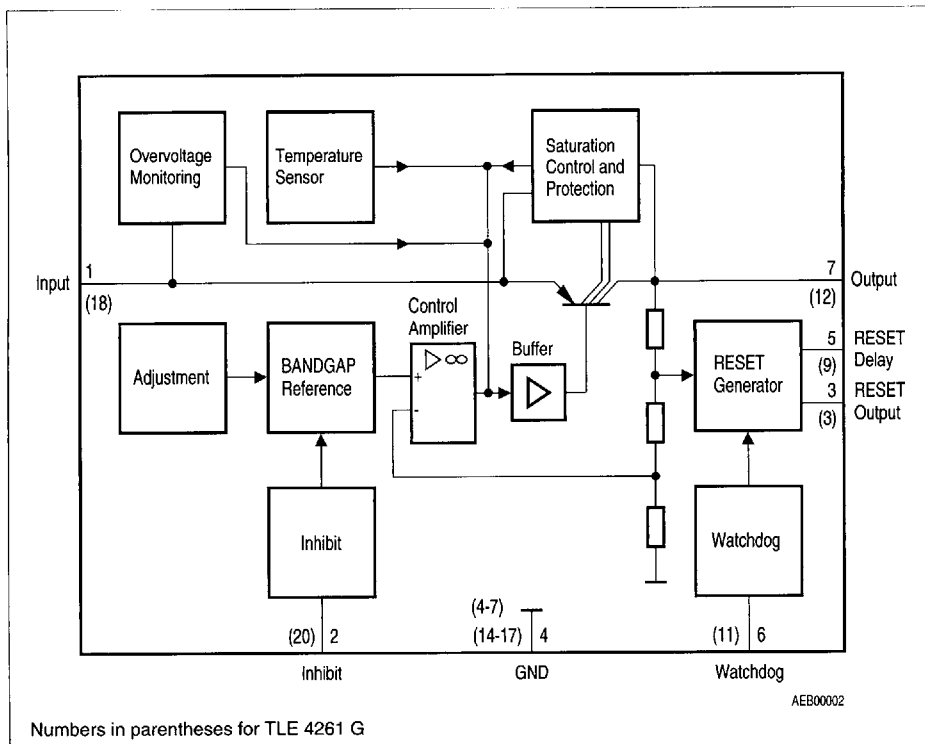 Overvoltage
Monitoring
Temperature
Sensor
Saturation
Control and
Protection
Input
1
(18)
7
Output
(12)
Control
Amplifier
▷ ∞
+
-
Buffer
▷
Adjustment
BANDGAP
Reference
RESET
Generator
5
RESET
(9)
Delay
3
RESET
(3)
Output
Inhibit
Watchdog
(4-7)
(20) 2
(14-17) 4
(11) 6
Inhibit
GND
Watchdog
AEB00002
Numbers in parentheses for TLE 4261 G